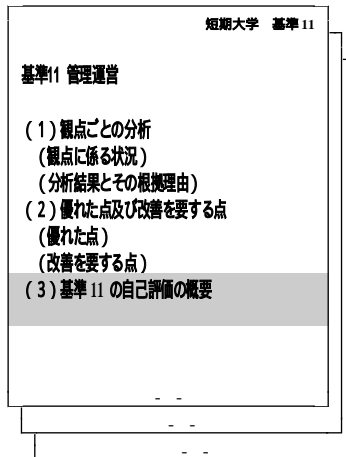 短期大学　基準11
基準11 管理運営
(1)観点ごとの分析
(観点に係る状況)
(分析結果とその根拠理由)
(2)優れた点及び改善を要する点
(優れた点)
(改善を要する点)
(3)基準11 の自己評価の概要
- -
- -
- -